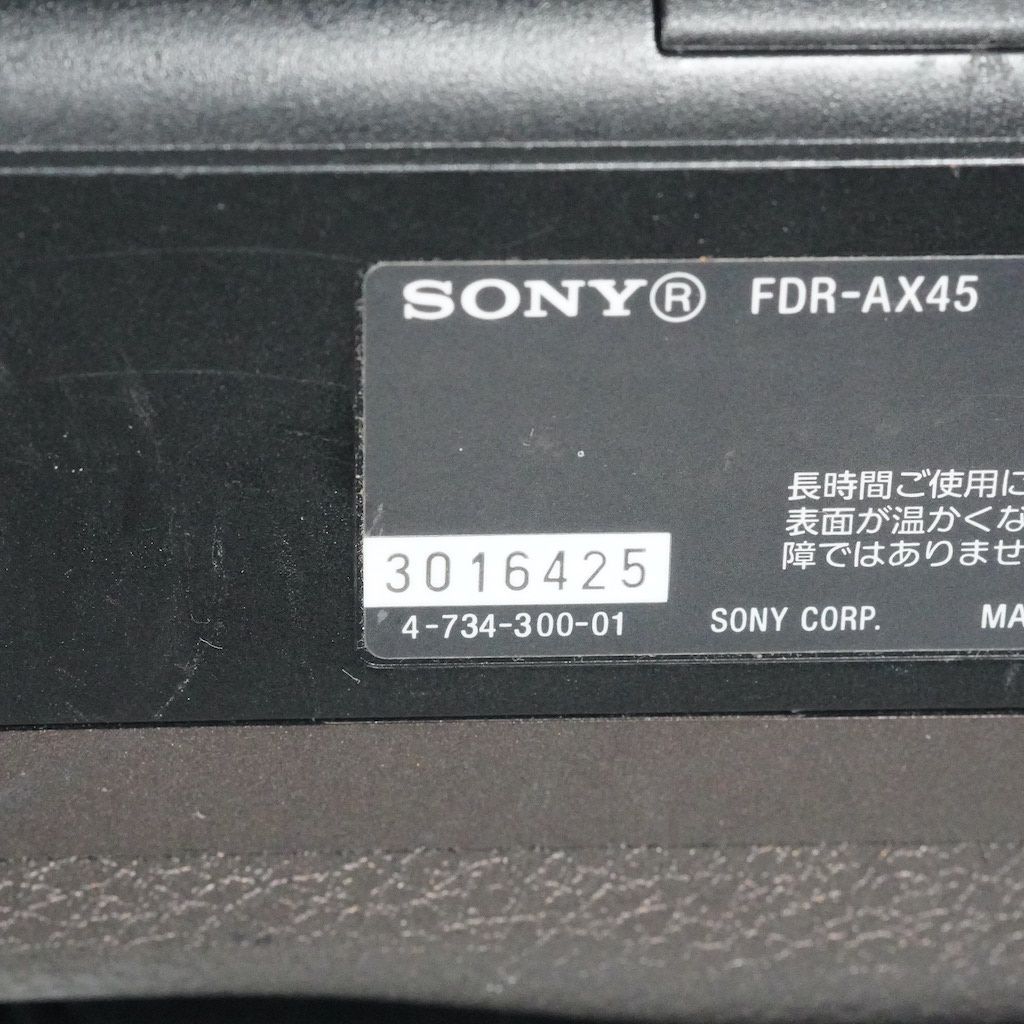 SONY® FDR-AX45
長時間ご使用に
表面が温かくな
障ではありませ
3016425
4-734-300-01 SONY CORP. MA